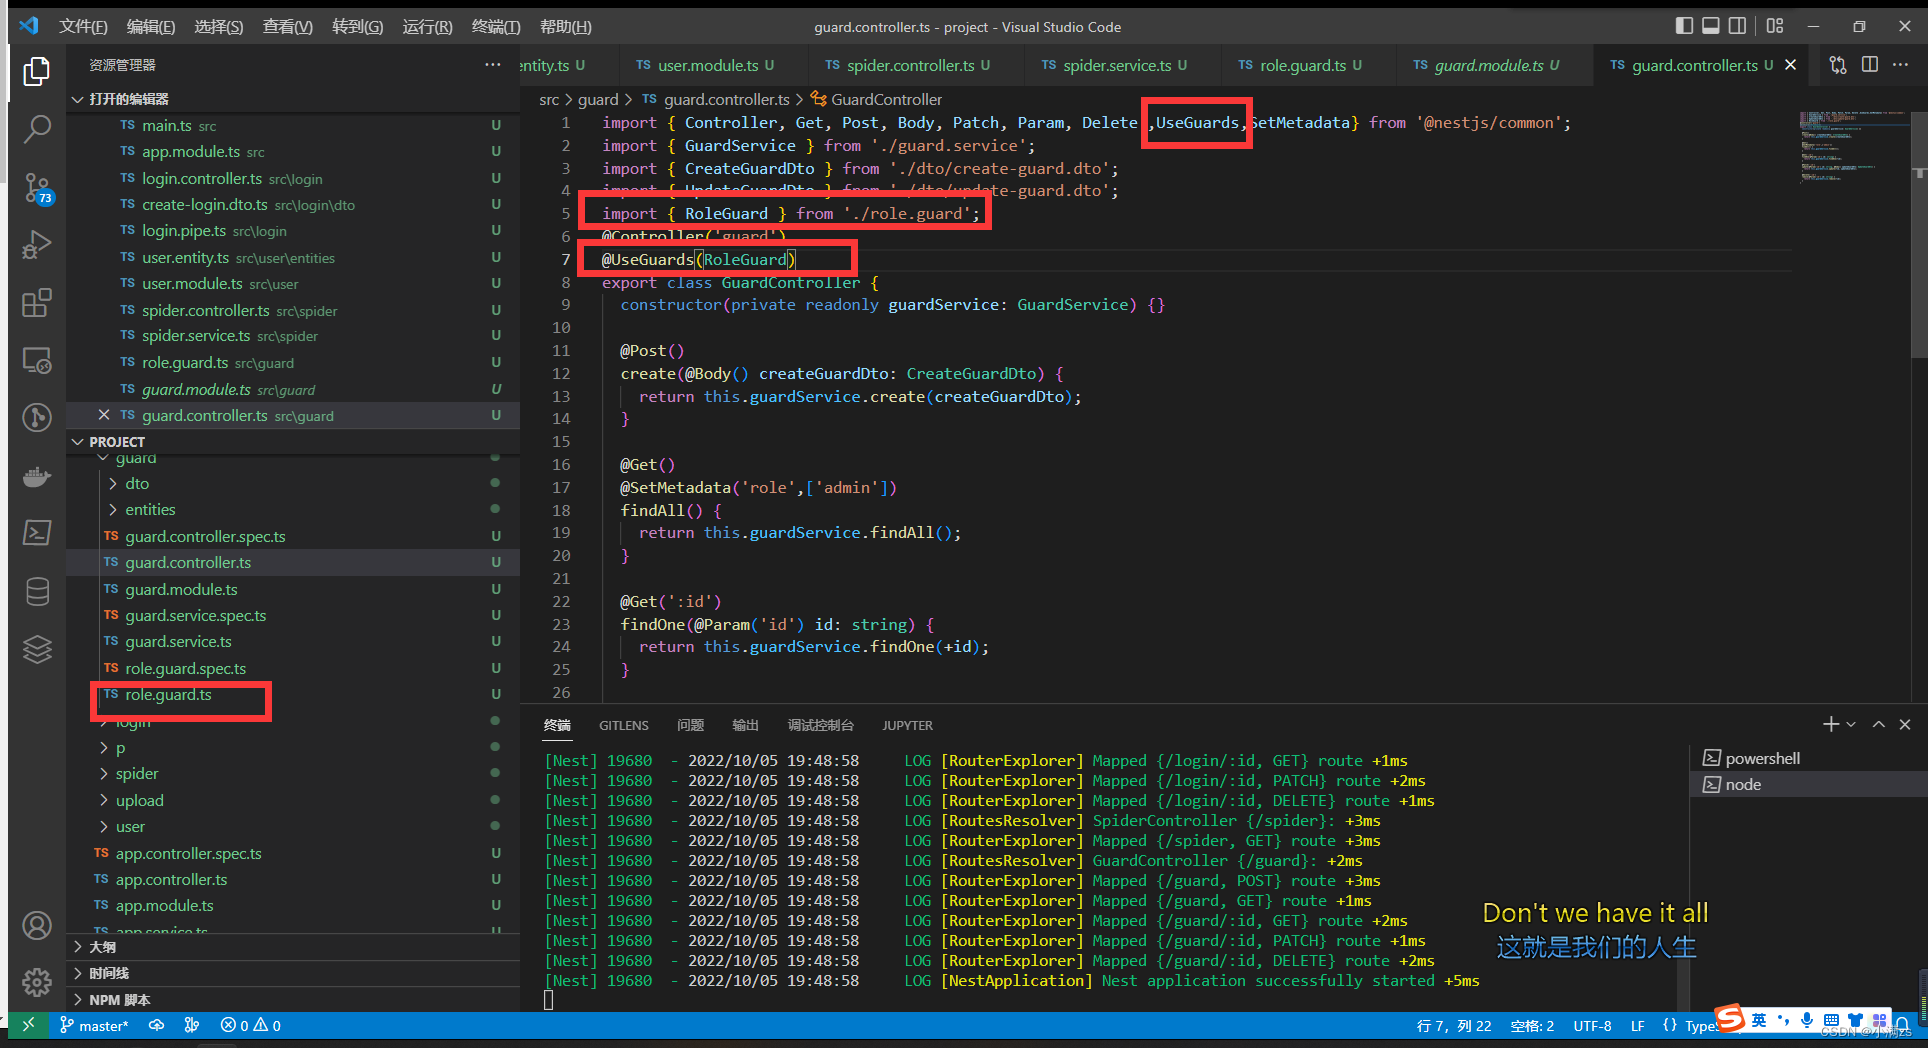 文件(F) 编辑(E) 选择(S) 查看(V) 转到(G) 运行(R) 终端(T) 帮助(H)
guard.controller.ts - project - Visual Studio Code
资源管理器
打开的编辑器
TS main.ts src U
TS app.module.ts src U
TS login.controller.ts src\login U
TS create-login.dto.ts src\login\dto U
TS login.pipe.ts src\login U
TS user.entity.ts src\user\entities U
TS user.module.ts src\user U
TS spider.controller.ts src\spider U
TS spider.service.ts src\spider U
TS role.guard.ts src\guard U
TS guard.module.ts src\guard U
TS guard.controller.ts src\guard U
73
PROJECT
guard
dto
entities
TS guard.controller.spec.ts U
TS guard.controller.ts U
TS guard.module.ts U
TS guard.service.spec.ts U
TS guard.service.ts U
TS role.guard.spec.ts U
TS role.guard.ts U
login
p
spider
upload
user
TS app.controller.spec.ts U
TS app.controller.ts U
TS app.module.ts U
TS app.service.ts U
大纲
时间线
NPM 脚本
entity.ts U TS user.module.ts U TS spider.controller.ts U TS spider.service.ts U TS role.guard.ts U TS guard.module.ts U TS guard.controller.ts U
src > guard > TS guard.controller.ts > GuardController
1 import { Controller, Get, Post, Body, Patch, Param, Delete ,UseGuards,SetMetadata} from '@nestjs/common';
2 import { GuardService } from './guard.service';
3 import { CreateGuardDto } from './dto/create-guard.dto';
4 import { UpdateGuardDto } from './dto/update-guard.dto';
5 import { RoleGuard } from './role.guard';
6 @Controller('guard')
7 @UseGuards(RoleGuard)
8 export class GuardController {
9 constructor(private readonly guardService: GuardService) {}
10
11 @Post()
12 create(@Body() createGuardDto: CreateGuardDto) {
13 return this.guardService.create(createGuardDto);
14 }
15
16 @Get()
17 @SetMetadata('role',['admin'])
18 findAll() {
19 return this.guardService.findAll();
20 }
21
22 @Get(':id')
23 findOne(@Param('id') id: string) {
24 return this.guardService.findOne(+id);
25 }
26
终端 GITLENS 问题 输出 调试控制台 JUPYTER
[Nest] 19680 - 2022/10/05 19:48:58 LOG [RouterExplorer] Mapped {/login/:id, GET} route +1ms
[Nest] 19680 - 2022/10/05 19:48:58 LOG [RouterExplorer] Mapped {/login/:id, PATCH} route +2ms
[Nest] 19680 - 2022/10/05 19:48:58 LOG [RouterExplorer] Mapped {/login/:id, DELETE} route +1ms
[Nest] 19680 - 2022/10/05 19:48:58 LOG [RoutesResolver] SpiderController {/spider}: +3ms
[Nest] 19680 - 2022/10/05 19:48:58 LOG [RouterExplorer] Mapped {/spider, GET} route +3ms
[Nest] 19680 - 2022/10/05 19:48:58 LOG [RoutesResolver] GuardController {/guard}: +2ms
[Nest] 19680 - 2022/10/05 19:48:58 LOG [RouterExplorer] Mapped {/guard, POST} route +3ms
[Nest] 19680 - 2022/10/05 19:48:58 LOG [RouterExplorer] Mapped {/guard, GET} route +1ms
[Nest] 19680 - 2022/10/05 19:48:58 LOG [RouterExplorer] Mapped {/guard/:id, GET} route +2ms
[Nest] 19680 - 2022/10/05 19:48:58 LOG [RouterExplorer] Mapped {/guard/:id, PATCH} route +1ms
[Nest] 19680 - 2022/10/05 19:48:58 LOG [RouterExplorer] Mapped {/guard/:id, DELETE} route +2ms
[Nest] 19680 - 2022/10/05 19:48:58 LOG [NestApplication] Nest application successfully started +5ms
powershell
node
Don't we have it all
这就是我们的人生
master* 0 0 行 7，列 22 空格: 2 UTF-8 LF {} TypeS
英
CSDN @小满zs